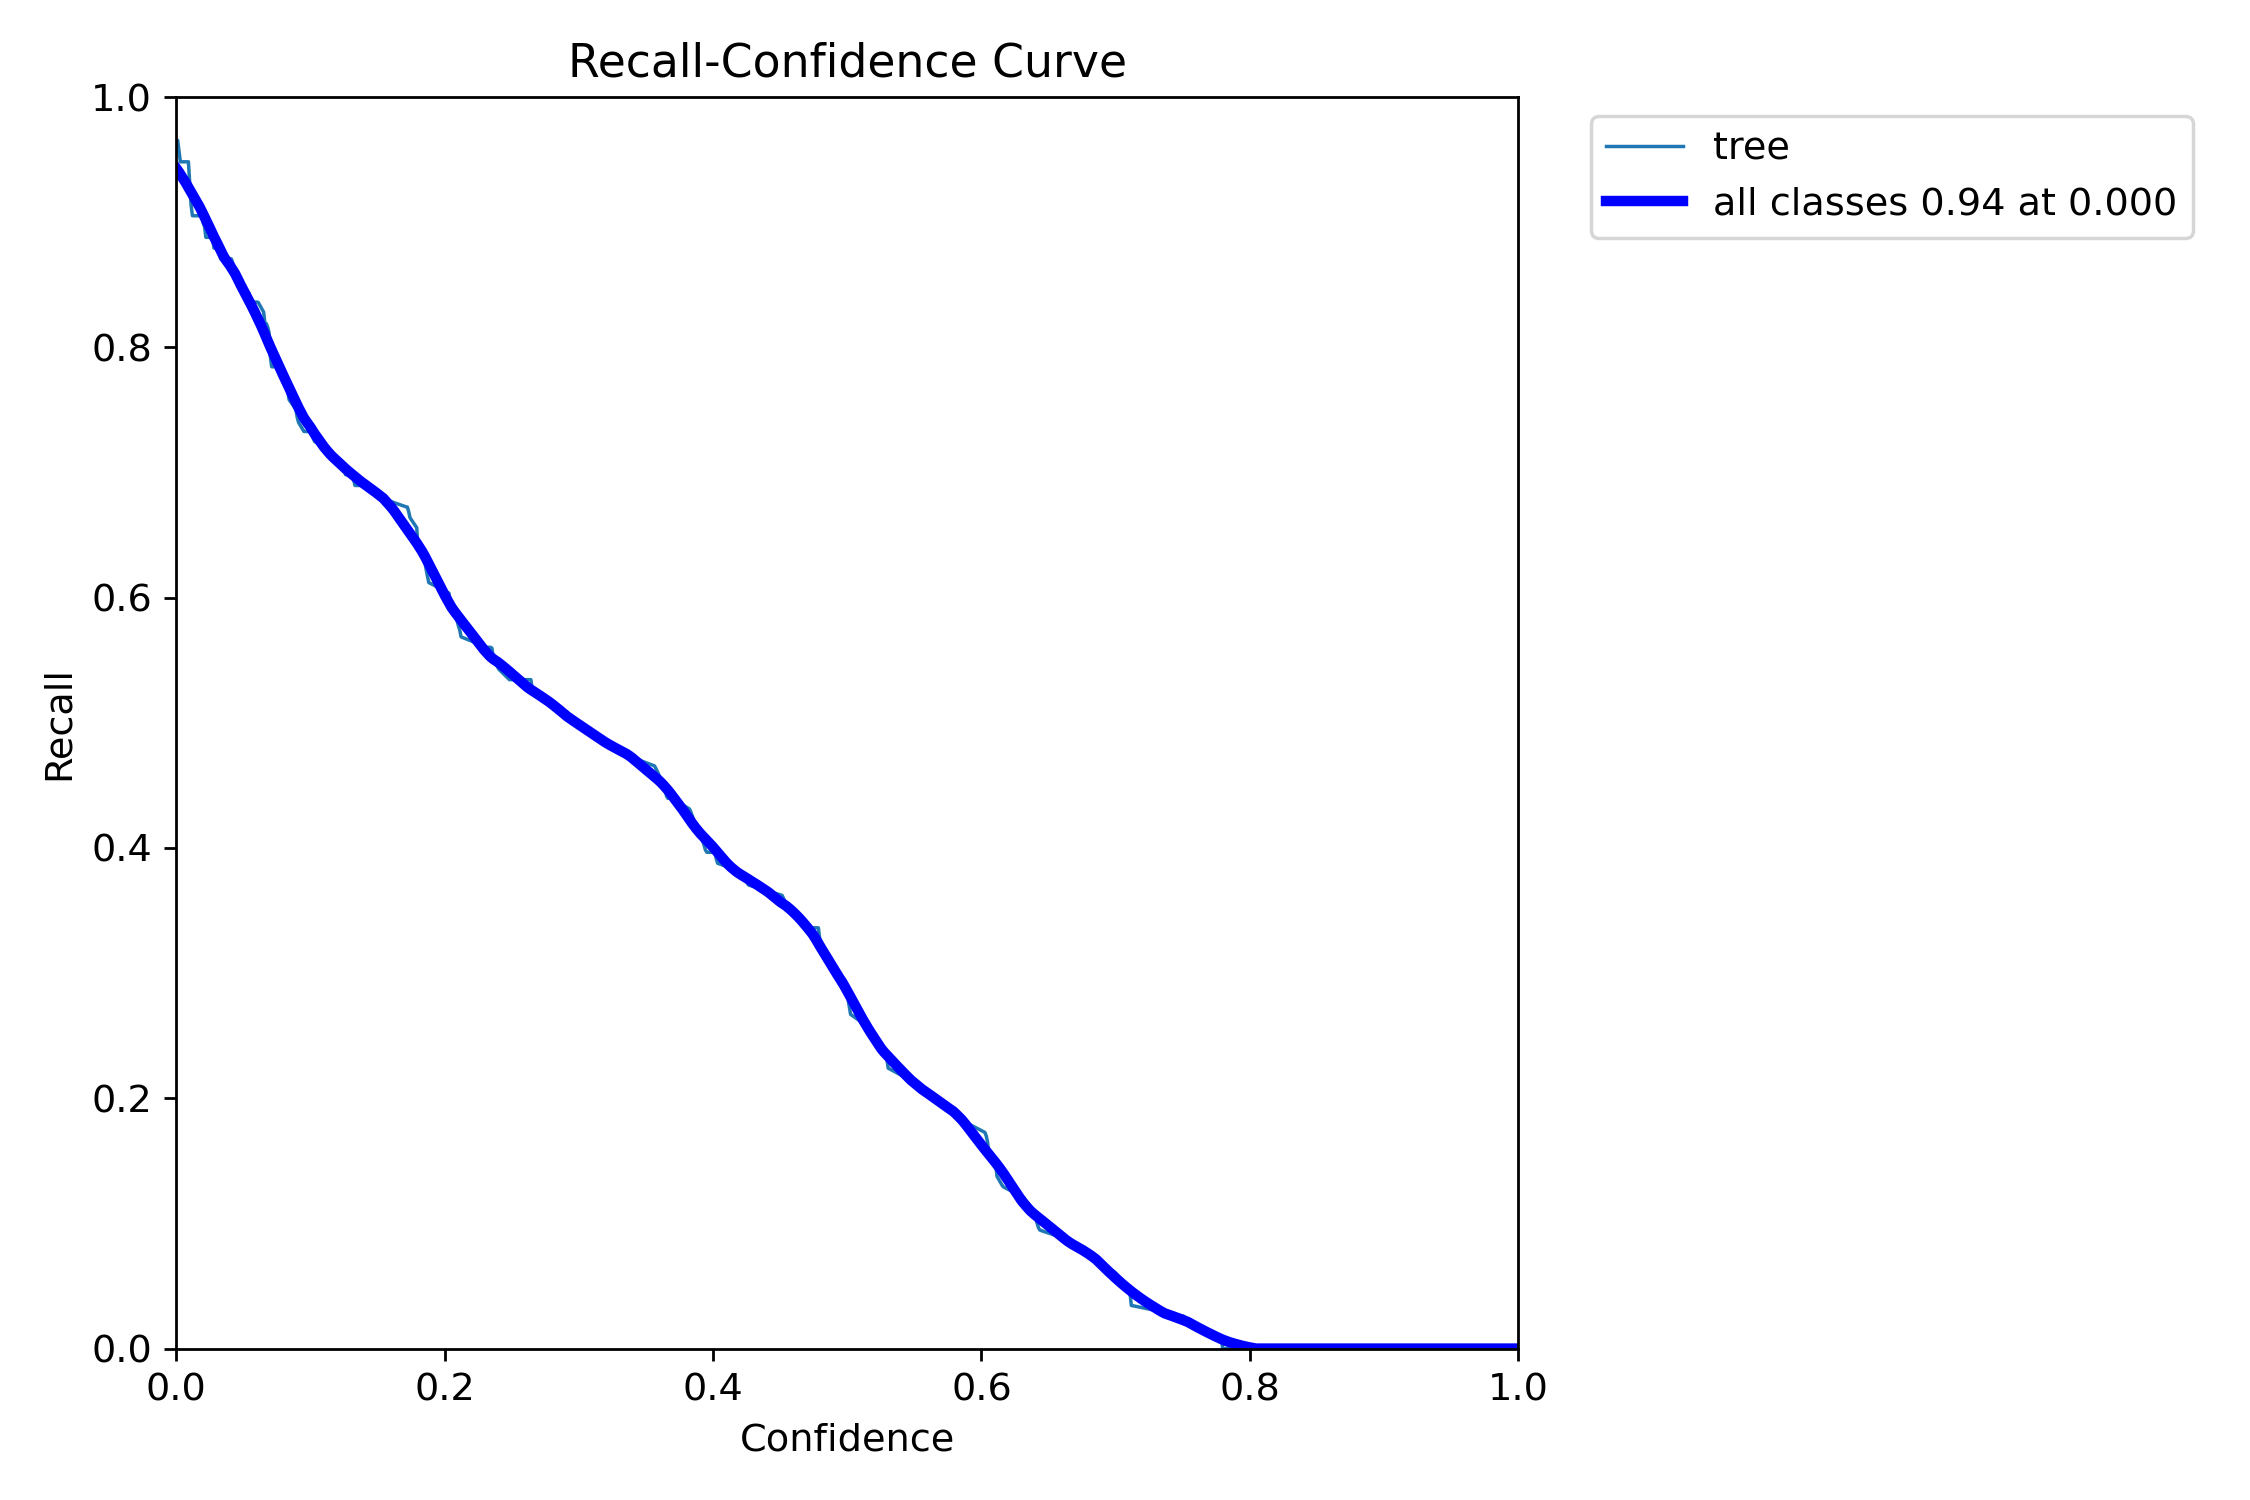 Recall-Confidence Curve
1.0
0.8
0.6
0.4
0.2
0.0
Recall
0.0 0.2 0.4 0.6 0.8 1.0
Confidence
tree
all classes 0.94 at 0.000